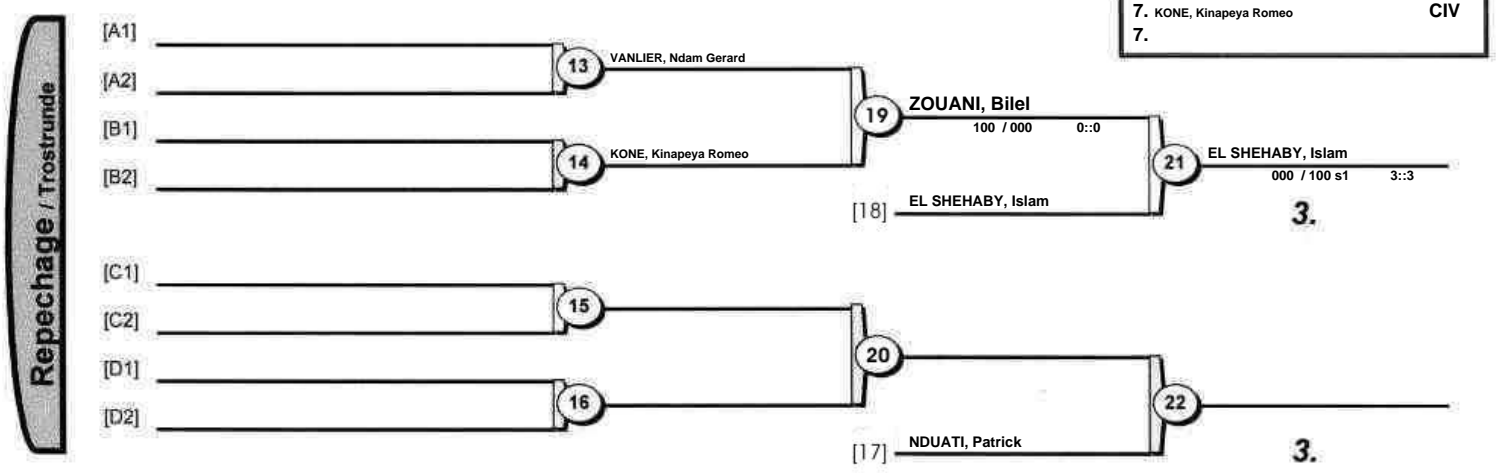 7. KONE, Kinapeya Romeo CIV
7.
Repechage / Trostrunde
[A1]
13 VANLIER, Ndam Gerard
[A2]
19 ZOUANI, Bilel
100 / 000 0::0
[B1]
14 KONE, Kinapeya Romeo
21 EL SHEHABY, Islam
000 / 100 s1 3::3
[B2]
[18] EL SHEHABY, Islam
3.
[C1]
15
[C2]
20
[D1]
16
22
[D2]
[17] NDUATI, Patrick
3.